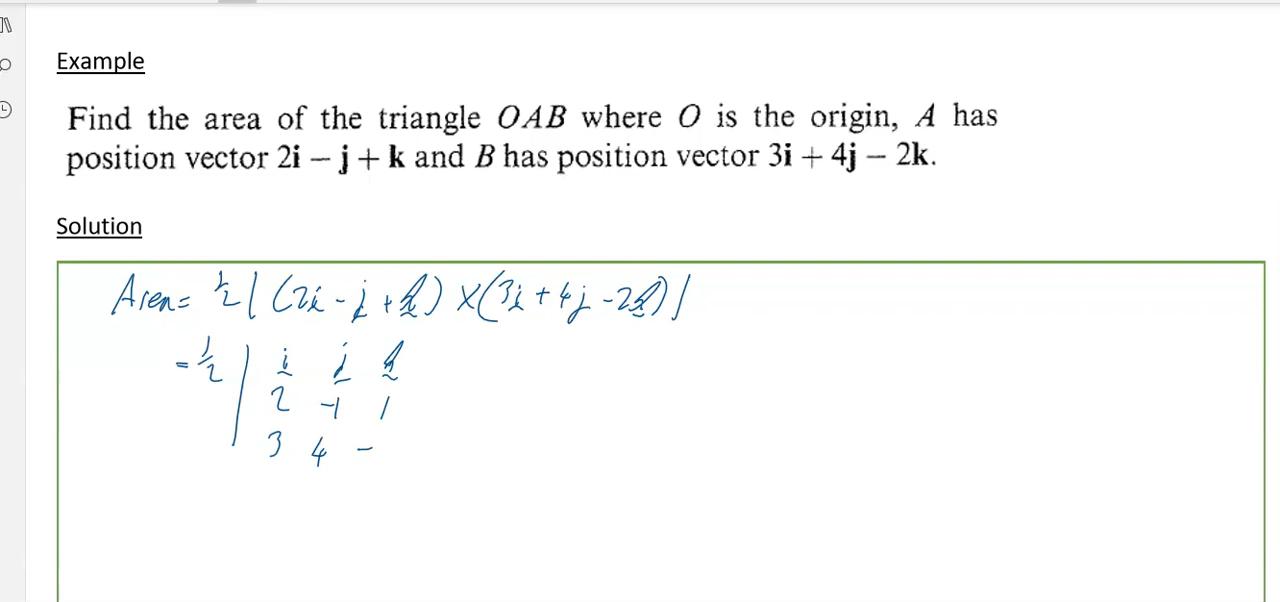 Example
Find the area of the triangle OAB where O is the origin, A has
position vector 2i − j + k and B has position vector 3i + 4j − 2k.
Solution
Area = ½ | (2i - j + k) × (3i + 4j - 2k) |
= ½ | i j k
2 -1 1
3 4 -